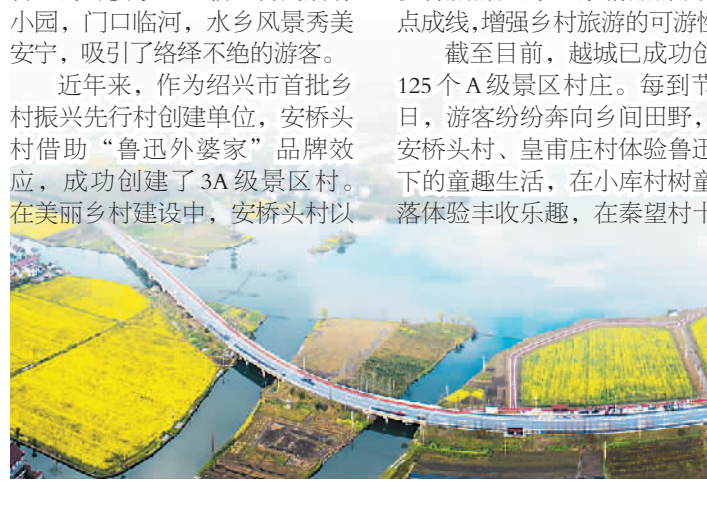 小园，门口临河，水乡风景秀美
安宁，吸引了络绎不绝的游客。
近年来，作为绍兴市首批乡
村振兴先行村创建单位，安桥头
村借助“鲁迅外婆家”品牌效
应，成功创建了3A级景区村。
在美丽乡村建设中，安桥头村以
点成线，增强乡村旅游的可游性
截至目前，越城已成功创
125个A级景区村庄。每到节
日，游客纷纷奔向乡间田野，
安桥头村、皇甫庄村体验鲁迅
下的童趣生活，在小库村树童
落体验丰收乐趣，在秦望村十